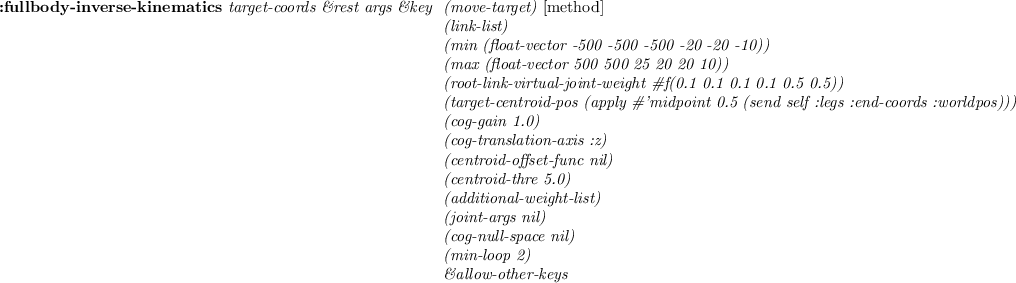 :fullbody-inverse-kinematics target-coords &rest args &key (move-target) [method]
(link-list)
(min (float-vector -500 -500 -500 -20 -20 -10))
(max (float-vector 500 500 25 20 20 10))
(root-link-virtual-joint-weight #f(0.1 0.1 0.1 0.1 0.5 0.5))
(target-centroid-pos (apply #'midpoint 0.5 (send self :legs :end-coords :worldpos)))
(cog-gain 1.0)
(cog-translation-axis :z)
(centroid-offset-func nil)
(centroid-thre 5.0)
(additional-weight-list)
(joint-args nil)
(cog-null-space nil)
(min-loop 2)
&allow-other-keys